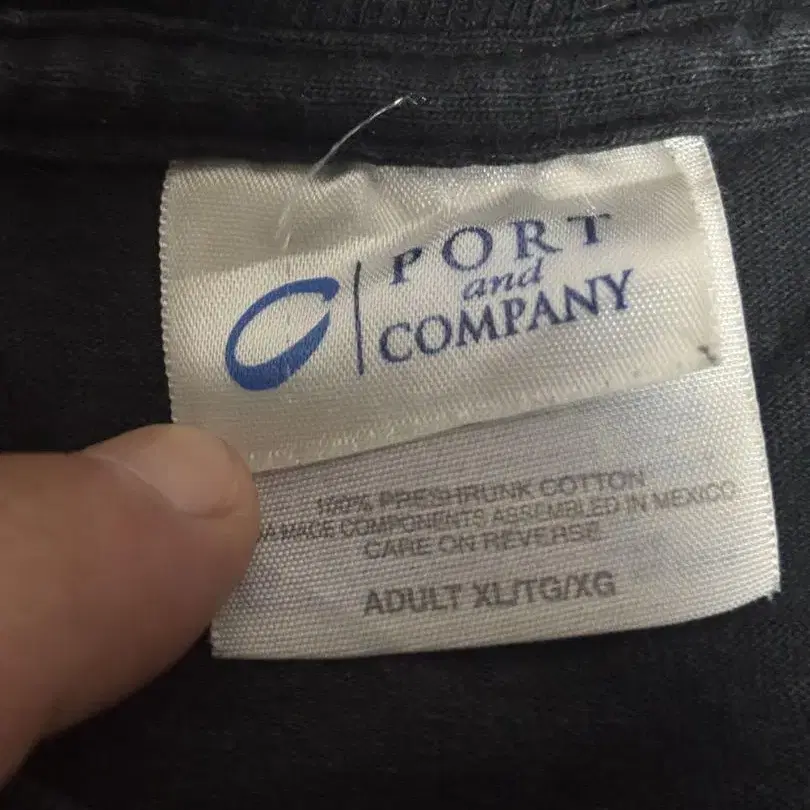 PORT
and
COMPANY
100% PRESHRUNK COTTON
MADE COMPONENTS ASSEMBLED IN MEXICO
CARE ON REVERSE
ADULT XL/TG/XG